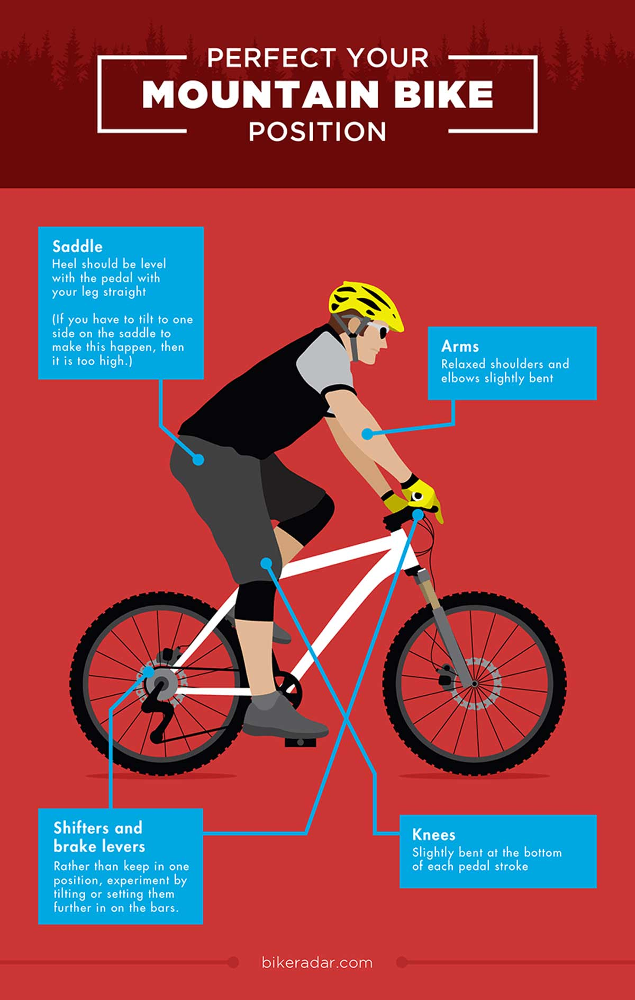 PERFECT YOUR
MOUNTAIN BIKE
POSITION
Saddle
Heel should be level
with the pedal with
your leg straight
(If you have to tilt to one
side on the saddle to
make this happen, then
it is too high.)
Arms
Relaxed shoulders and
elbows slightly bent
Shifters and
brake levers
Rather than keep in one
position, experiment by
tilting or setting them
further in on the bars.
Knees
Slightly bent at the bottom
of each pedal stroke
bikeradar.com